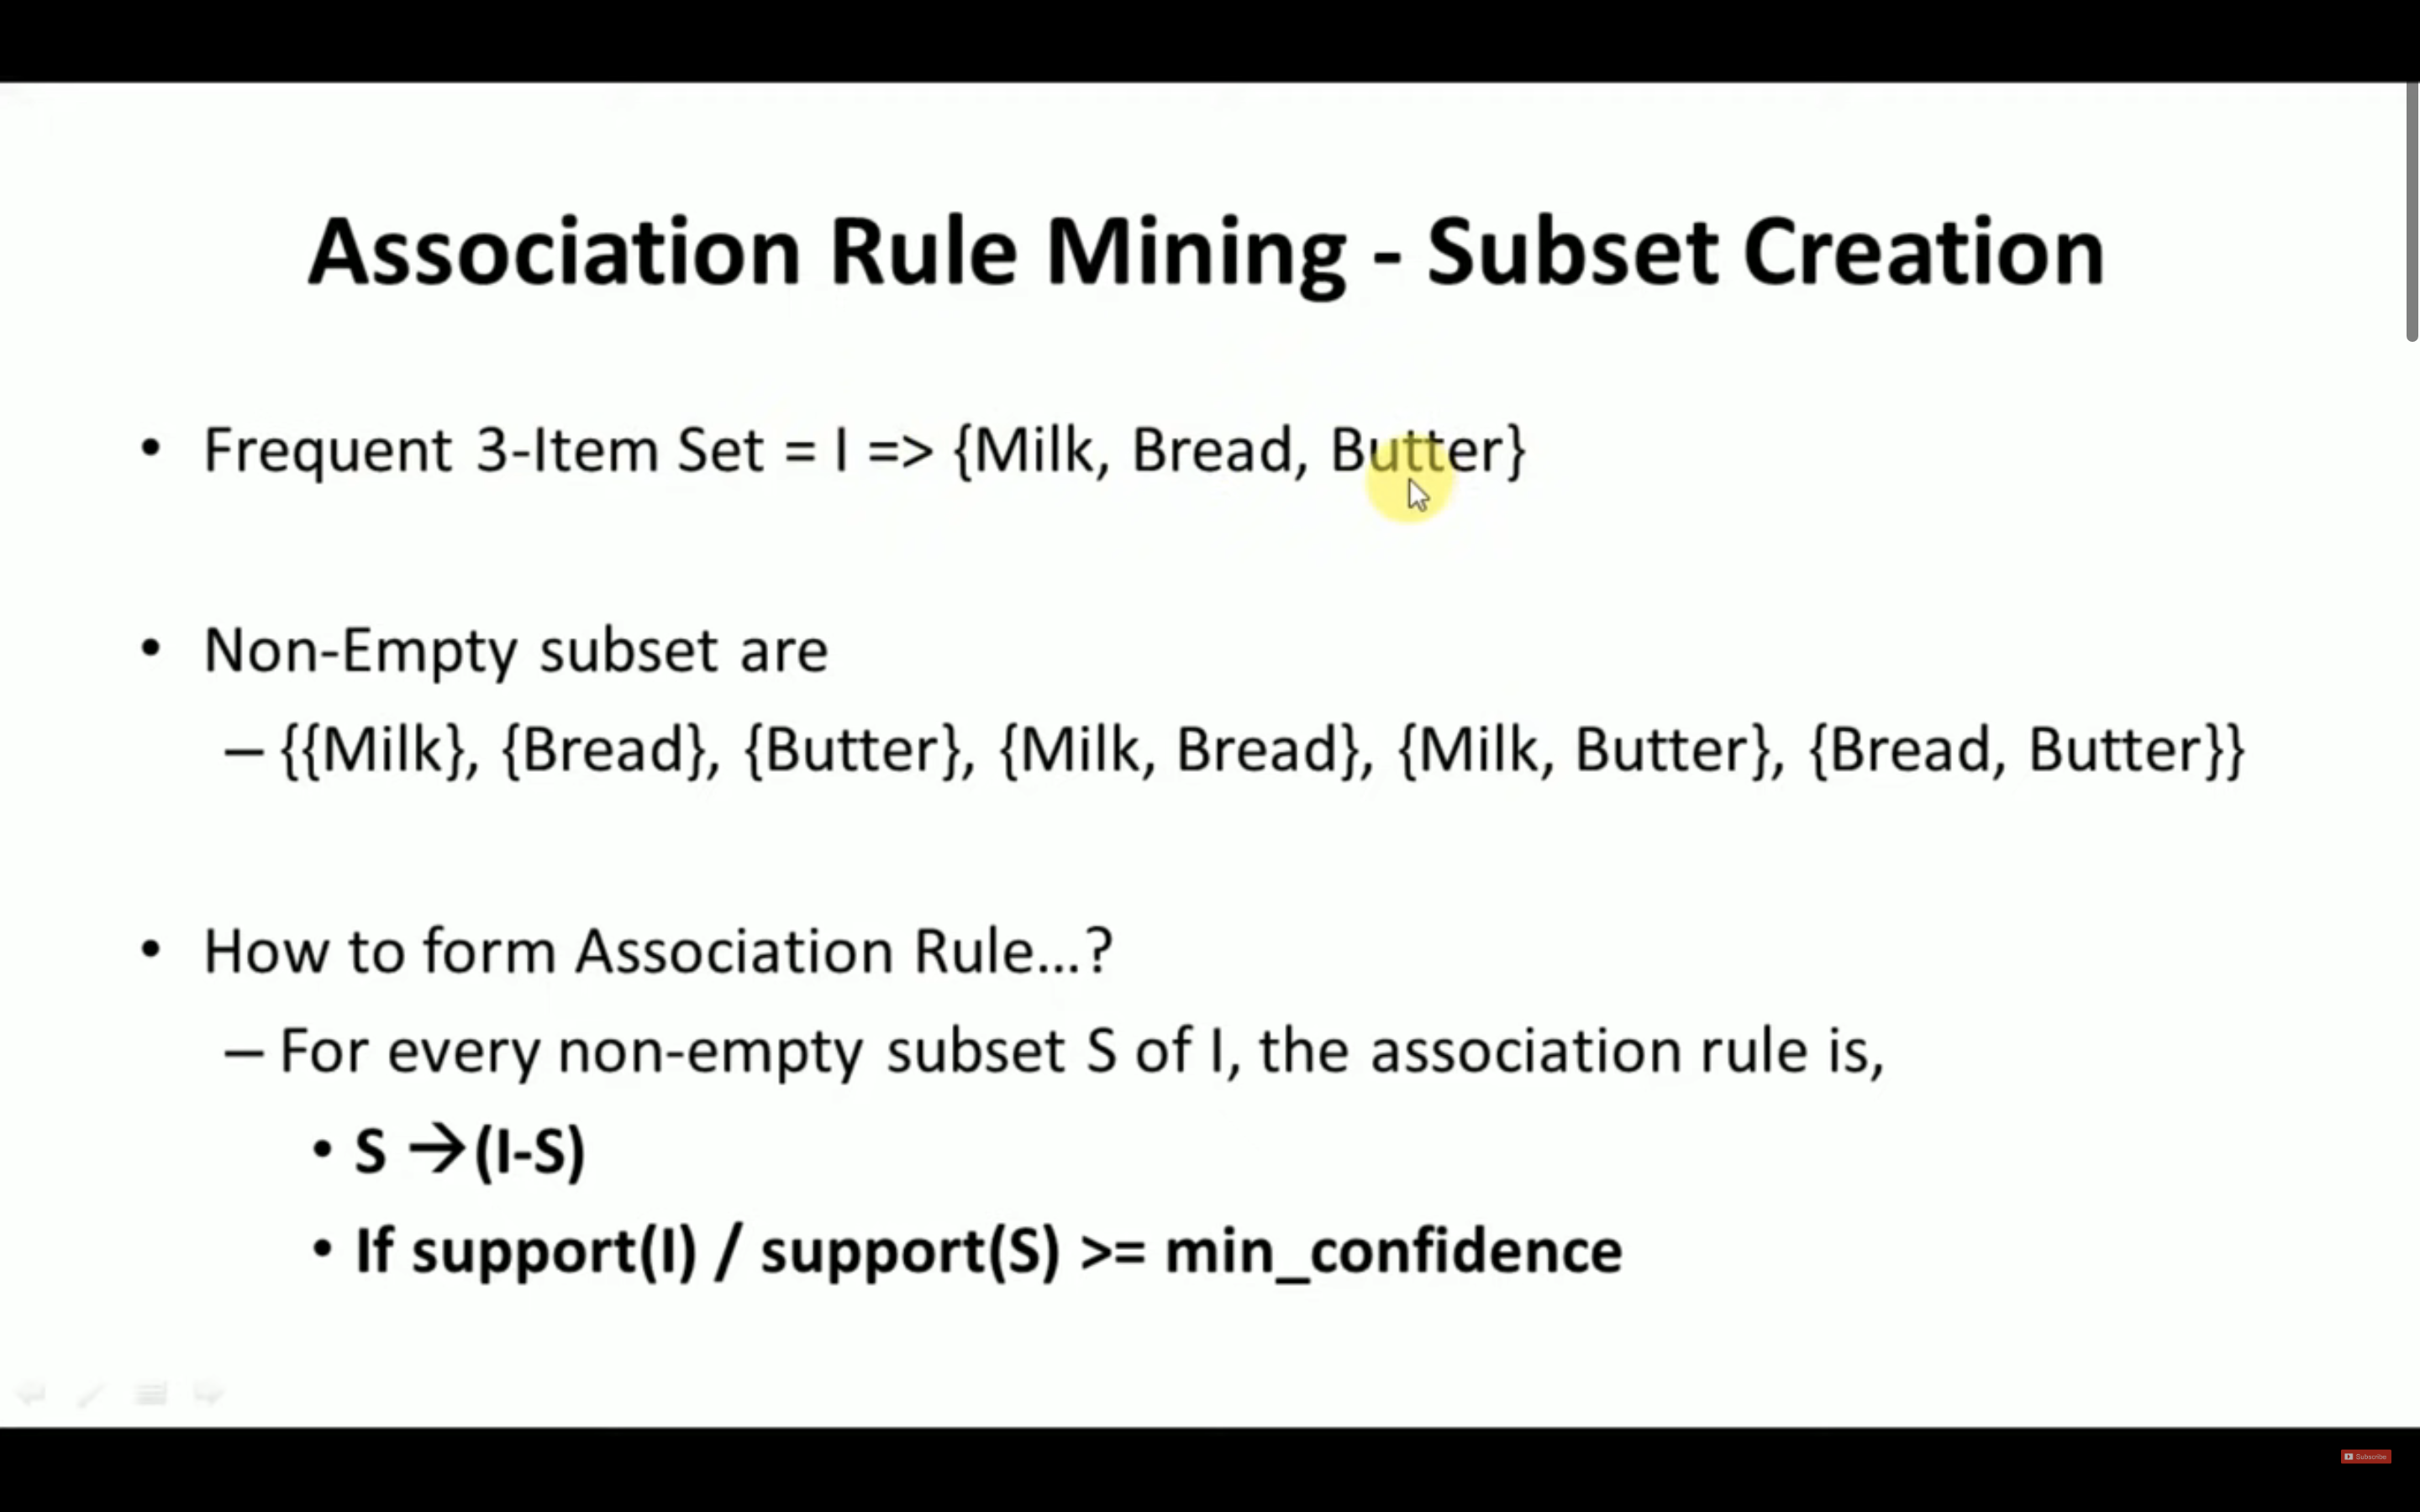 Association Rule Mining - Subset Creation
• Frequent 3-Item Set = I => {Milk, Bread, Butter}
• Non-Empty subset are
– {{Milk}, {Bread}, {Butter}, {Milk, Bread}, {Milk, Butter}, {Bread, Butter}}
• How to form Association Rule...?
– For every non-empty subset S of I, the association rule is,
• S →(I-S)
• If support(I) / support(S) >= min_confidence
Subscribe